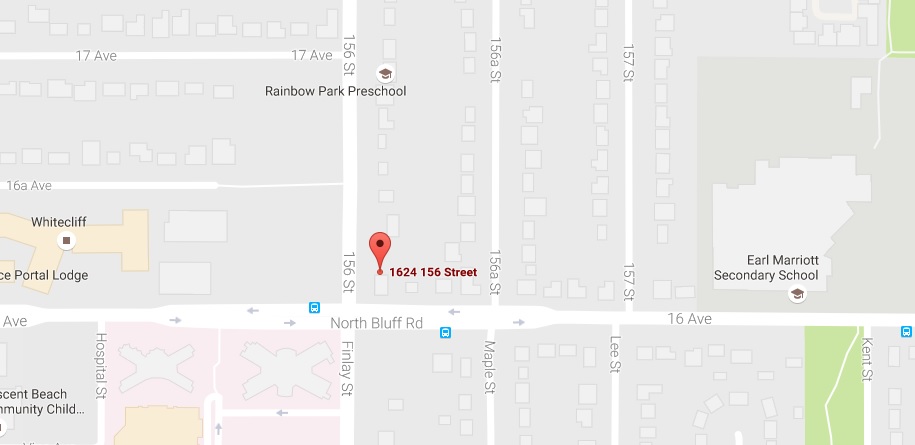 17 Ave
17 Ave
156 St
156a St
157 St
Rainbow Park Preschool
16a Ave
Whitecliff
ce Portal Lodge
156 St
1624 156 Street
156a St
157 St
Earl Marriott
Secondary School
Ave
North Bluff Rd
16 Ave
Hospital St
Finlay St
Maple St
Lee St
Kent St
scent Beach
mmunity Child...